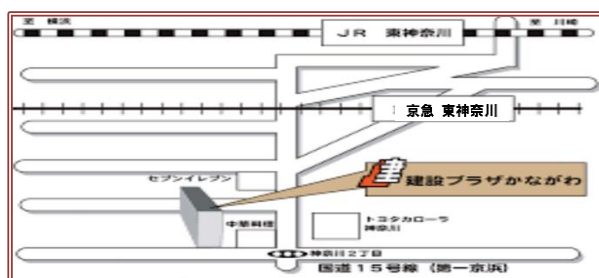 至 横浜
至 川崎
JR 東神奈川
京急 東神奈川
セブンイレブン
建 建設プラザかながわ
中華料理
トヨタカローラ
神奈川
神奈川2丁目
国道15号線(第一京浜)